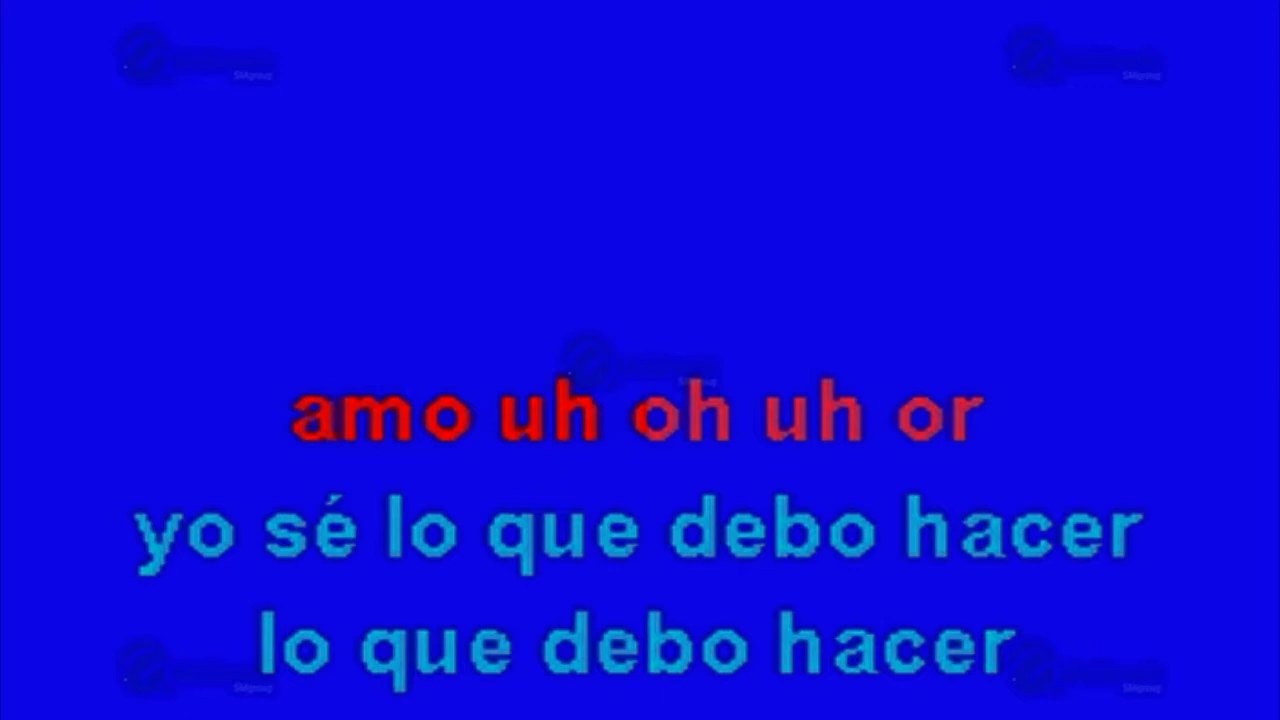 amo uh oh uh or
yo sé lo que debo hacer
lo que debo hacer